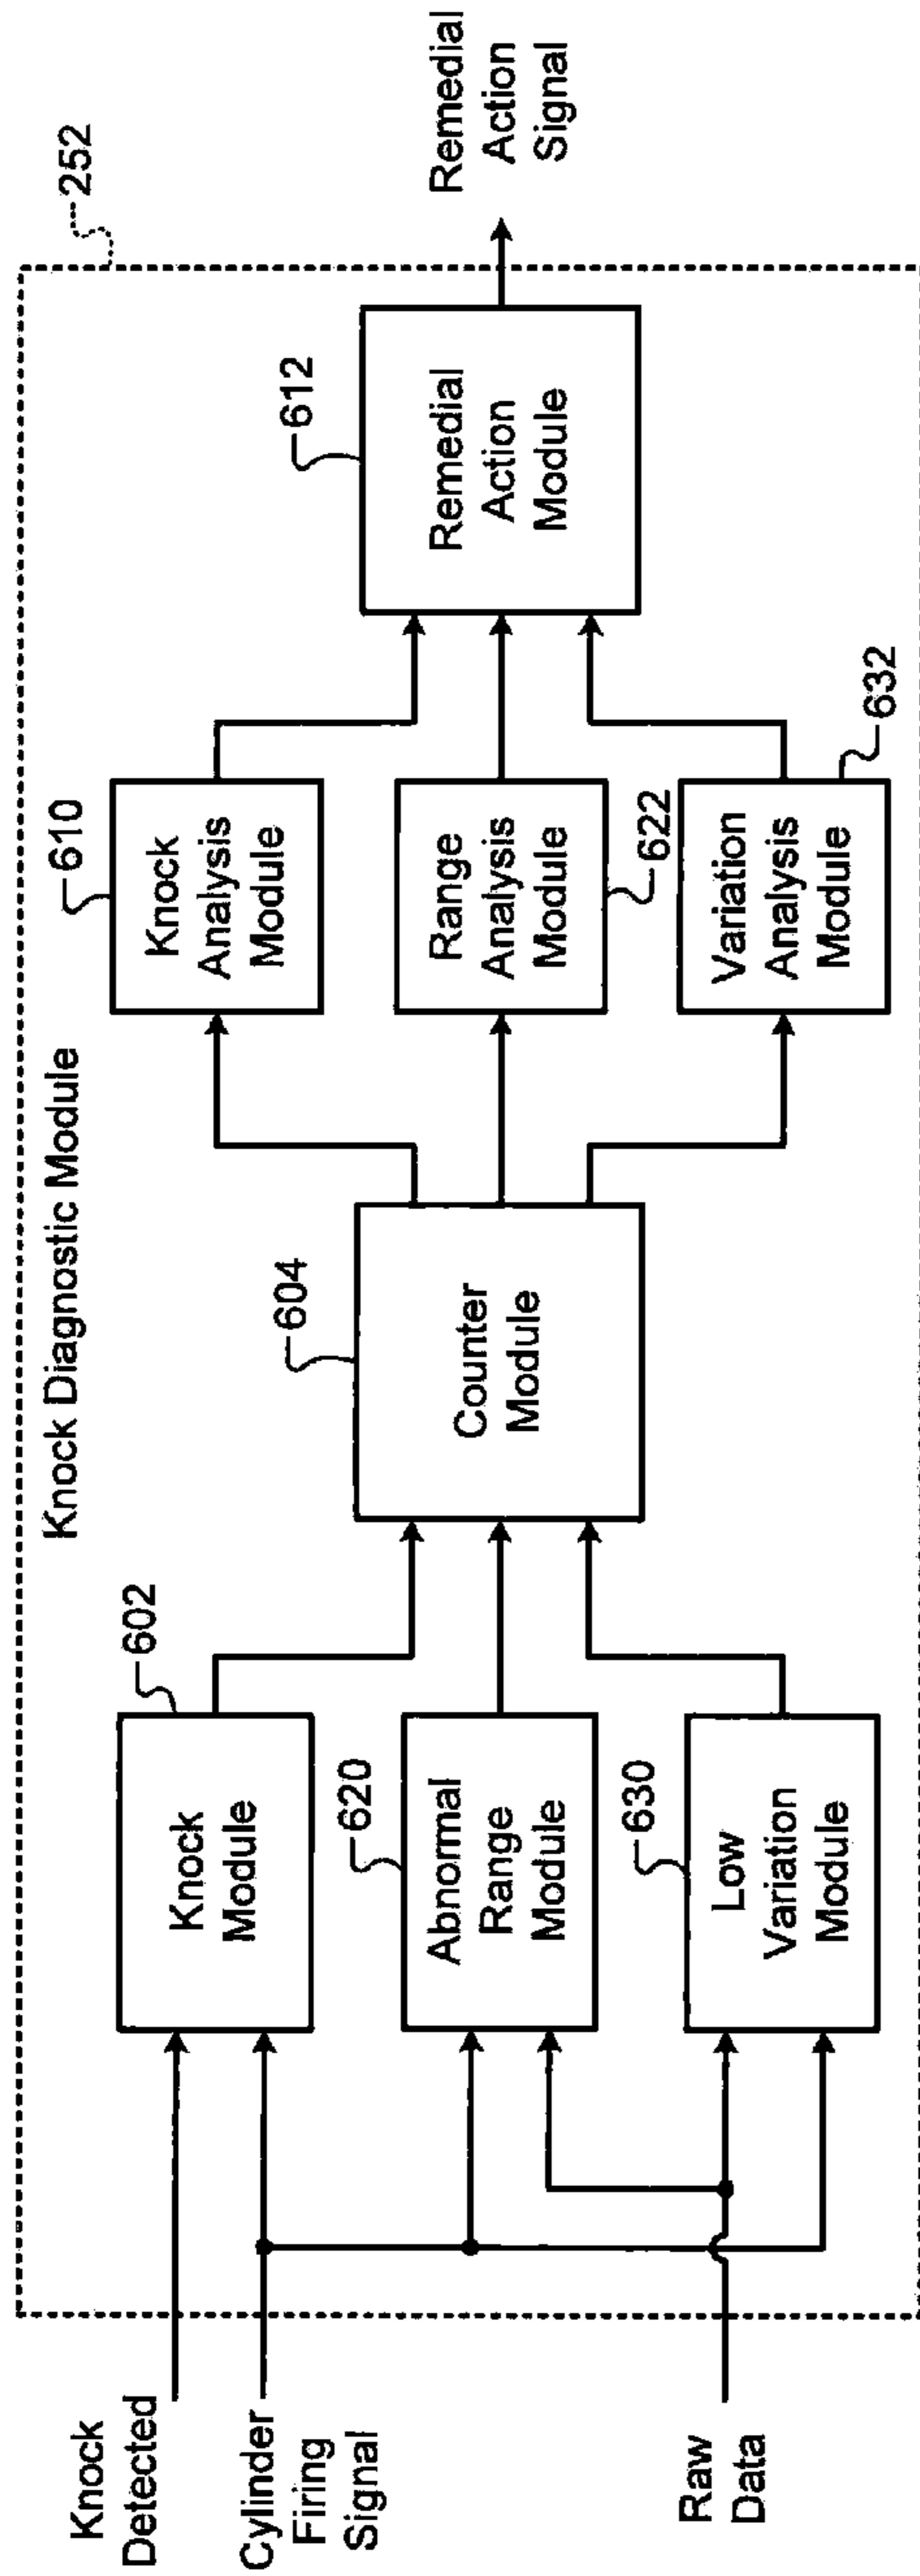 Knock Diagnostic Module
252
Knock
Detected
Cylinder
Firing
Signal
Raw
Data
602
Knock
Module
620
Abnormal
Range
Module
630
Low
Variation
Module
604
Counter
Module
610
Knock
Analysis
Module
Range
Analysis
Module
622
Variation
Analysis
Module
632
612
Remedial
Action
Module
Remedial
Action
Signal